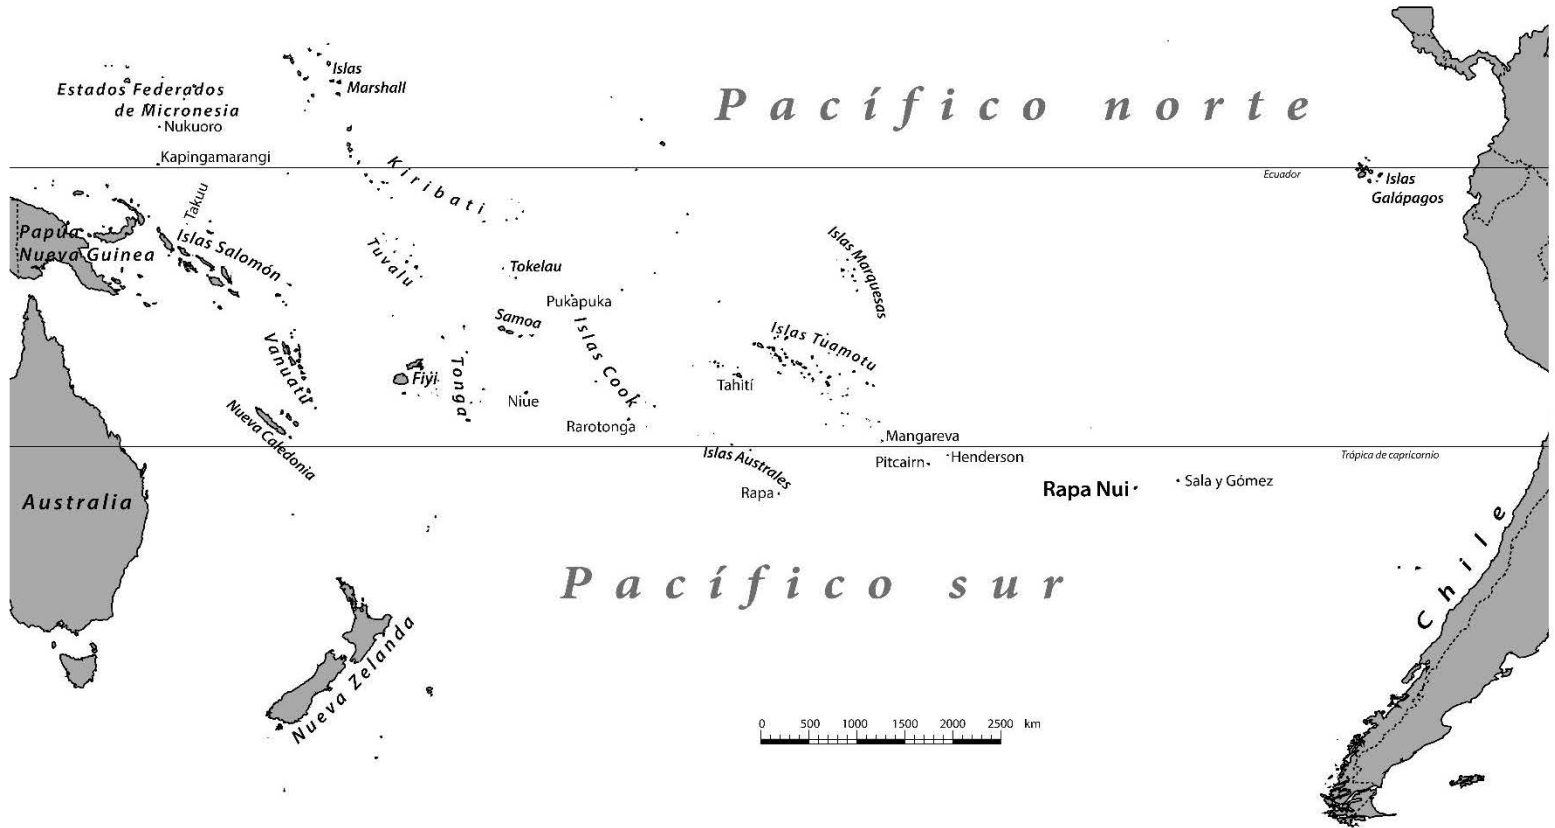 Islas
Marshall
Estados Federados
de Micronesia
Nukuoro
Pacífico norte
Kapingamarangi
Kiribati
Ecuador
Islas
Galápagos
Takuu
Papúa
Nueva Guinea
Islas Salomón
Tuvalu
Tokelau
Islas Marquesas
Pukapuka
Samoa
Islas Cook
Islas Tuamotu
Vanuatu
Fiyi
Tonga
Niue
Tahití
Nueva Caledonia
Rarotonga
Mangareva
Islas Australes
Pitcairn
Henderson
Trópica de capricornio
Rapa
Rapa Nui
Sala y Gómez
Australia
Chile
Pacífico sur
Nueva Zelanda
0 500 1000 1500 2000 2500 km